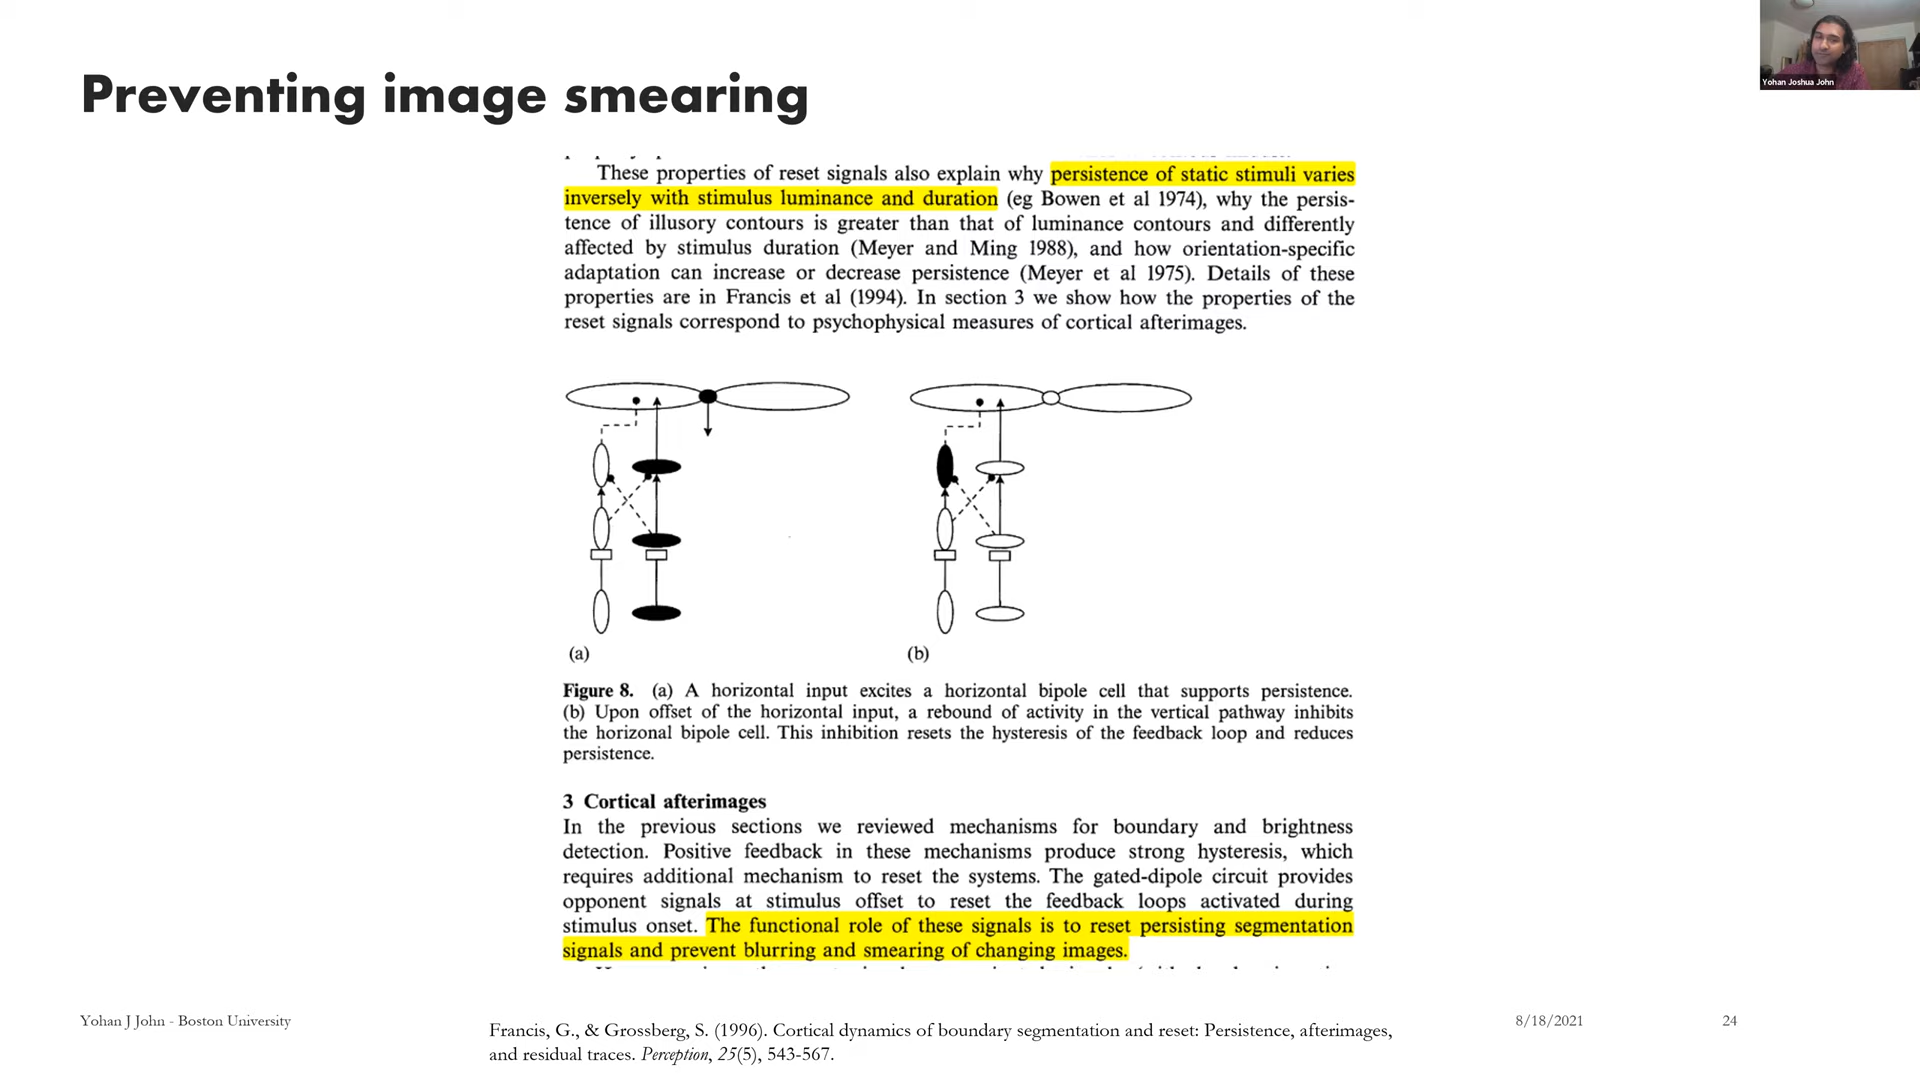 Preventing image smearing
Yohan Joshua John
These properties of reset signals also explain why persistence of static stimuli varies
inversely with stimulus luminance and duration (eg Bowen et al 1974), why the persis-
tence of illusory contours is greater than that of luminance contours and differently
affected by stimulus duration (Meyer and Ming 1988), and how orientation-specific
adaptation can increase or decrease persistence (Meyer et al 1975). Details of these
properties are in Francis et al (1994). In section 3 we show how the properties of the
reset signals correspond to psychophysical measures of cortical afterimages.
(a)
(b)
Figure 8. (a) A horizontal input excites a horizontal bipole cell that supports persistence.
(b) Upon offset of the horizontal input, a rebound of activity in the vertical pathway inhibits
the horizonal bipole cell. This inhibition resets the hysteresis of the feedback loop and reduces
persistence.
3 Cortical afterimages
In the previous sections we reviewed mechanisms for boundary and brightness
detection. Positive feedback in these mechanisms produce strong hysteresis, which
requires additional mechanism to reset the systems. The gated-dipole circuit provides
opponent signals at stimulus offset to reset the feedback loops activated during
stimulus onset. The functional role of these signals is to reset persisting segmentation
signals and prevent blurring and smearing of changing images.
Yohan J John - Boston University
Francis, G., & Grossberg, S. (1996). Cortical dynamics of boundary segmentation and reset: Persistence, afterimages,
and residual traces. Perception, 25(5), 543-567.
8/18/2021
24